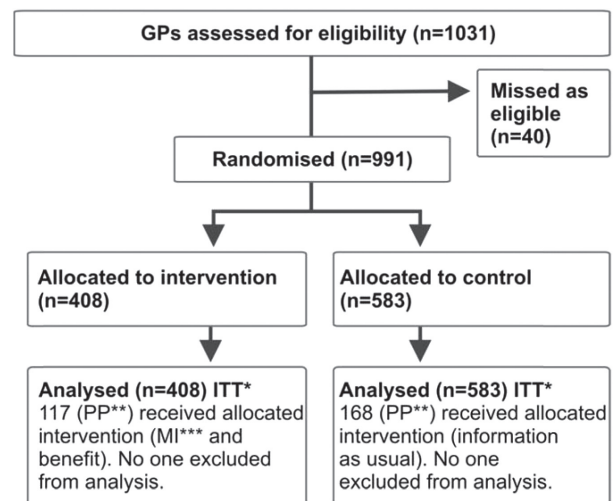 GPs assessed for eligibility (n=1031)
Missed as
eligible
(n=40)
Randomised (n=991)
Allocated to intervention
(n=408)
Allocated to control
(n=583)
Analysed (n=408) ITT*
117 (PP**) received allocated
intervention (MI*** and
benefit). No one excluded
from analysis.
Analysed (n=583) ITT*
168 (PP**) received allocated
intervention (information
as usual). No one
excluded from analysis.